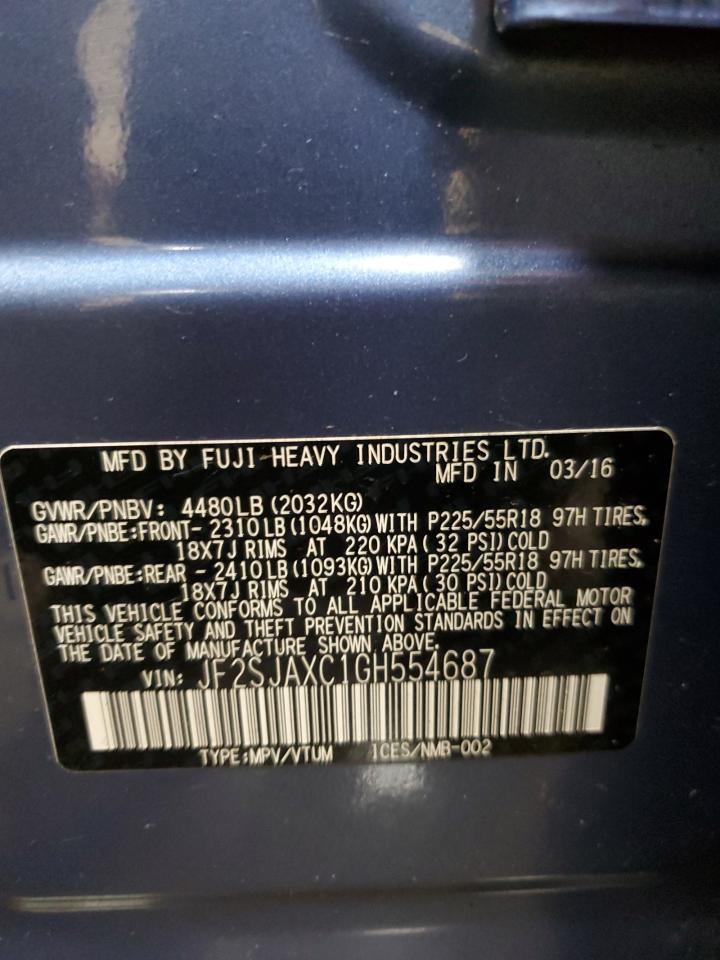 MFD BY FUJI HEAVY INDUSTRIES LTD.
MFD IN 03/16
GVWR/PNBV: 4480LB (2032KG)
GAWR/PNBE:FRONT- 2310LB (1048KG) WITH P225/55R18 97H TIRES,
18X7J RIMS AT 220 KPA ( 32 PSI) COLD
GAWR/PNBE:REAR - 2410LB (1093KG) WITH P225/55R18 97H TIRES,
18X7J RIMS AT 210 KPA ( 30 PSI) COLD
THIS VEHICLE CONFORMS TO ALL APPLICABLE FEDERAL MOTOR
VEHICLE SAFETY AND THEFT PREVENTION STANDARDS IN EFFECT ON
THE DATE OF MANUFACTURE SHOWN ABOVE.
VIN: JF2SJAXC1GH554687
TYPE:MPV/VTUM ICES/NMB-002